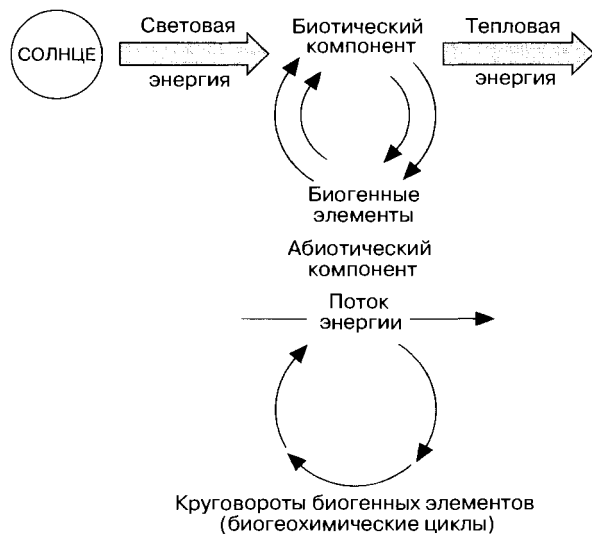 СОЛНЦЕ
Световая
энергия
Биотический
компонент
Тепловая
энергия
Биогенные
элементы
Абиотический
компонент
Поток
энергии
Круговороты биогенных элементов
(биогеохимические циклы)